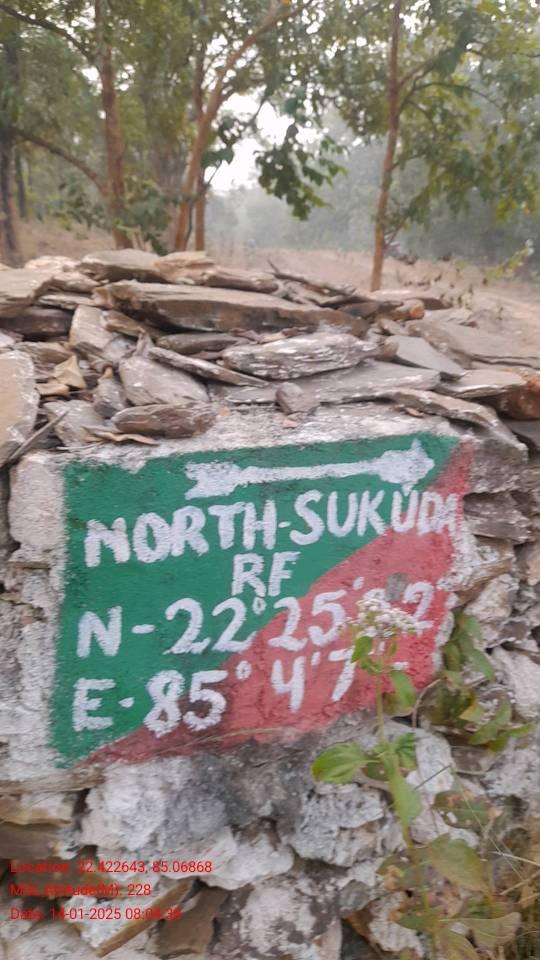 NORTH-SUKUDA
RF
N-22°25'
E-85°4'7
Location: 22.422643, 85.06868
MSL Altitude(M): 228
Date: 14-01-2025 08:04:38